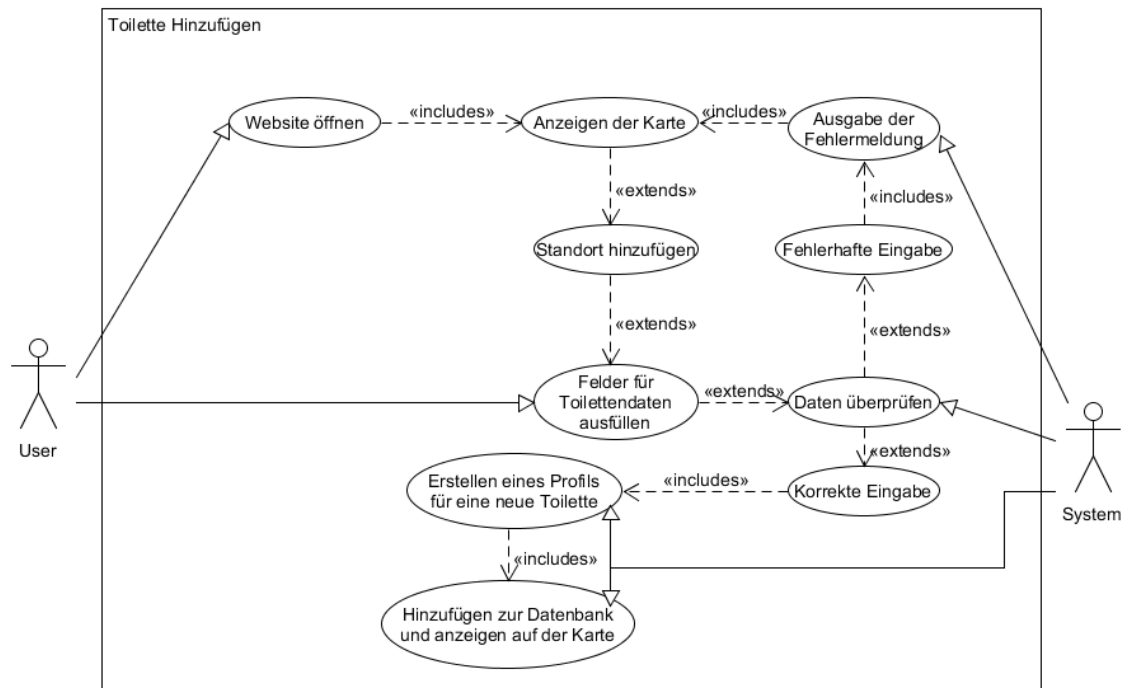 Toilette Hinzufügen
Website öffnen
«includes»
Anzeigen der Karte
«includes»
Ausgabe der
Fehlermeldung
«extends»
«includes»
Standort hinzufügen
Fehlerhafte Eingabe
«extends»
«extends»
User
Felder für
Toilettendaten
ausfüllen
«extends»
Daten überprüfen
System
«extends»
Erstellen eines Profils
für eine neue Toilette
«includes»
Korrekte Eingabe
«includes»
Hinzufügen zur Datenbank
und anzeigen auf der Karte